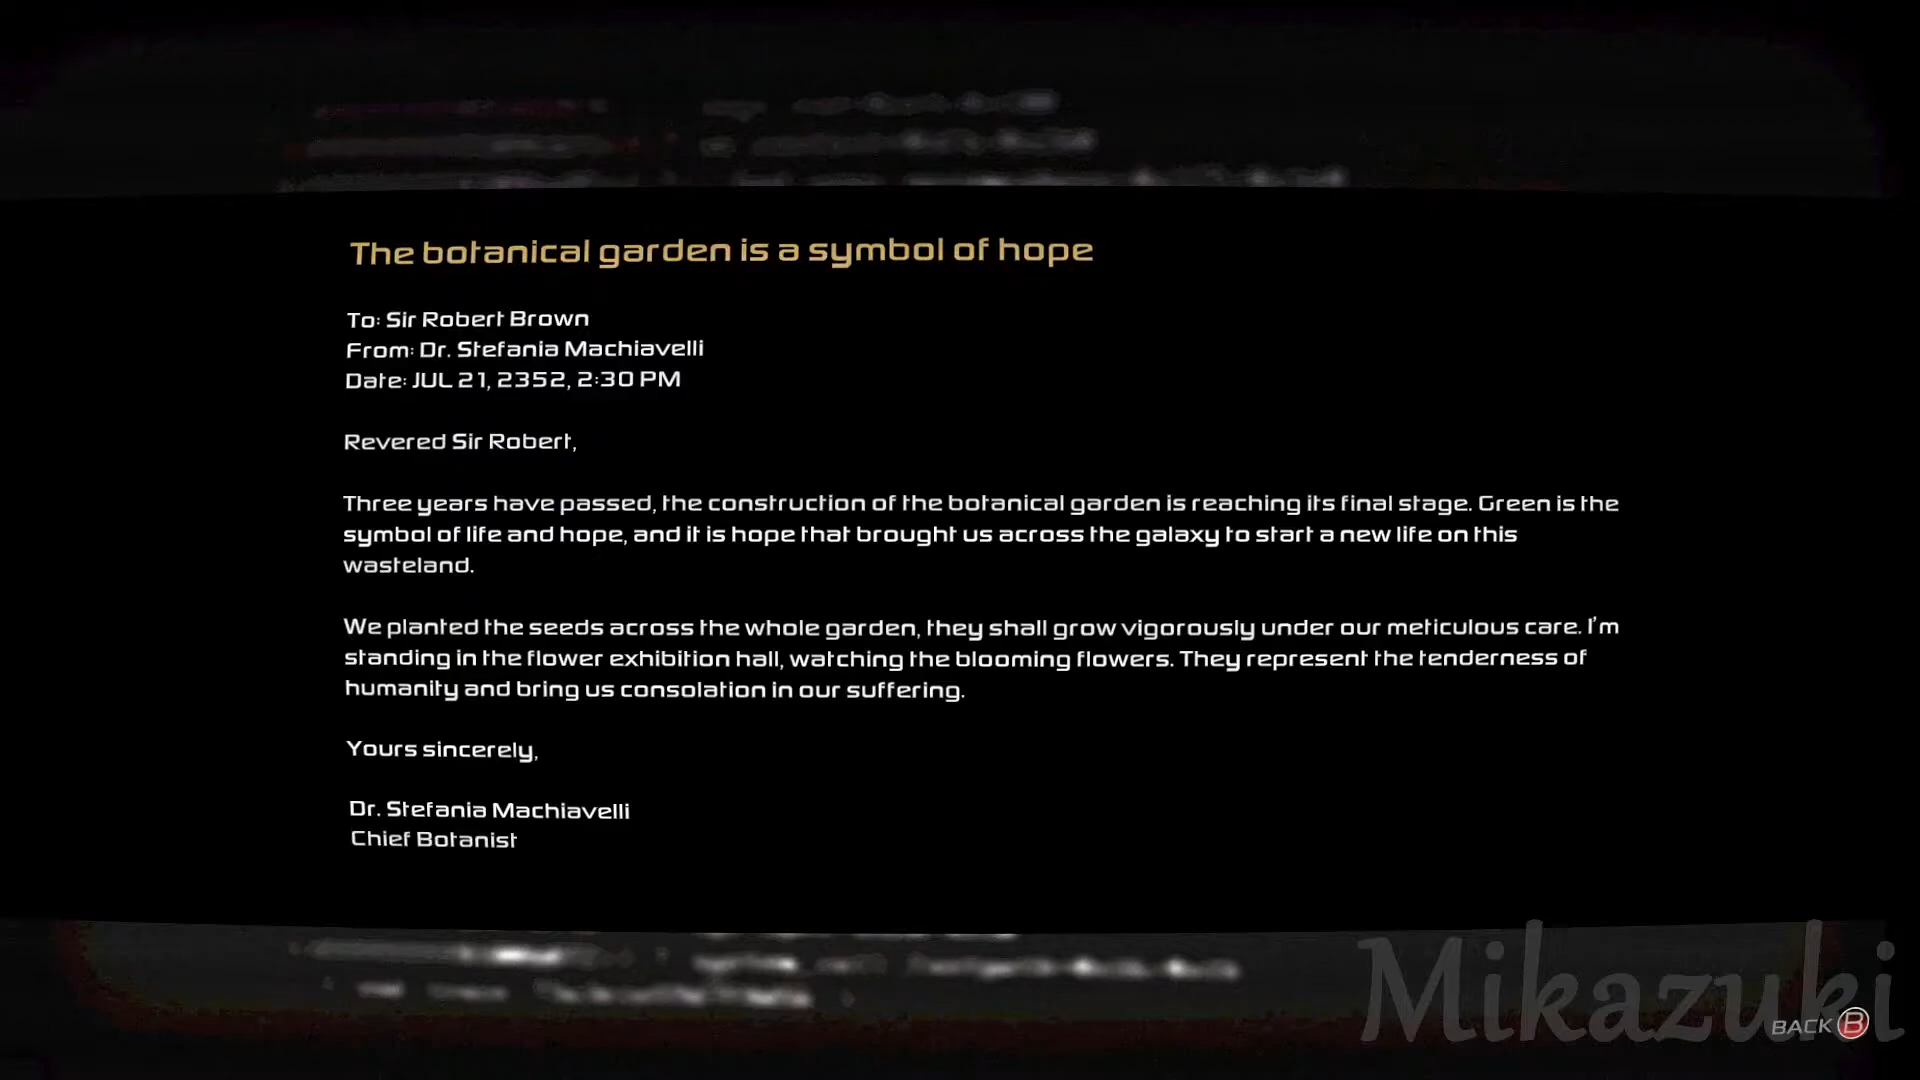 The botanical garden is a symbol of hope
To: Sir Robert Brown
From: Dr. Stefania Machiavelli
Date: JUL 21, 2352, 2:30 PM
Revered Sir Robert,
Three years have passed, the construction of the botanical garden is reaching its final stage. Green is the
symbol of life and hope, and it is hope that brought us across the galaxy to start a new life on this
wasteland.
We planted the seeds across the whole garden, they shall grow vigorously under our meticulous care. I'm
standing in the flower exhibition hall, watching the blooming flowers. They represent the tenderness of
humanity and bring us consolation in our suffering.
Yours sincerely,
Dr. Stefania Machiavelli
Chief Botanist
Mikazuki
BACK B